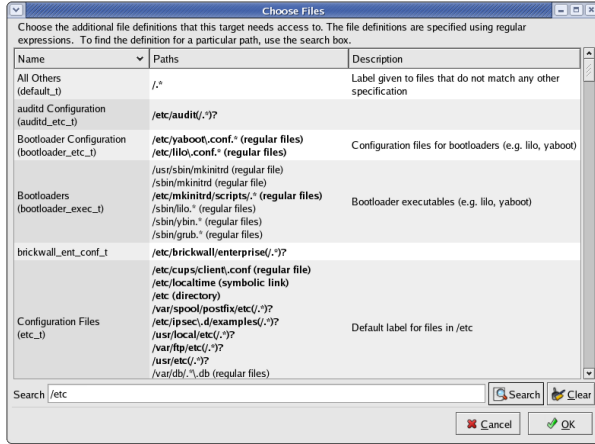 Choose Files
Choose the additional file definitions that this target needs access to. The file definitions are specified using regular
expressions. To find the definition for a particular path, use the search box.
Name Paths Description
All Others
(default_t)
/.*
Label given to files that do not match any other
specification
auditd Configuration
(auditd_etc_t)
/etc/audit(/.*)?
Bootloader Configuration
(bootloader_etc_t)
/etc/yaboot\.conf.* (regular files)
/etc/lilo\.conf.* (regular files)
Configuration files for bootloaders (e.g. lilo, yaboot)
Bootloaders
(bootloader_exec_t)
/usr/sbin/mkinitrd (regular file)
/sbin/mkinitrd (regular file)
/etc/mkinitrd/scripts/.* (regular files)
/sbin/lilo.* (regular files)
/sbin/ybin.* (regular files)
/sbin/grub.* (regular files)
Bootloader executables (e.g. lilo, yaboot)
brickwall_ent_conf_t
/etc/brickwall/enterprise(/.*)?
Configuration Files
(etc_t)
/etc/cups/client\.conf (regular file)
/etc/localtime (symbolic link)
/etc (directory)
/var/spool/postfix/etc(/.*)?
/etc/ipsec\.d/examples(/.*)?
/usr/local/etc(/.*)?
/var/ftp/etc(/.*)?
/usr/etc(/.*)?
/var/db/.*\.db (regular files)
Default label for files in /etc
Search /etc Search Clear
Cancel OK